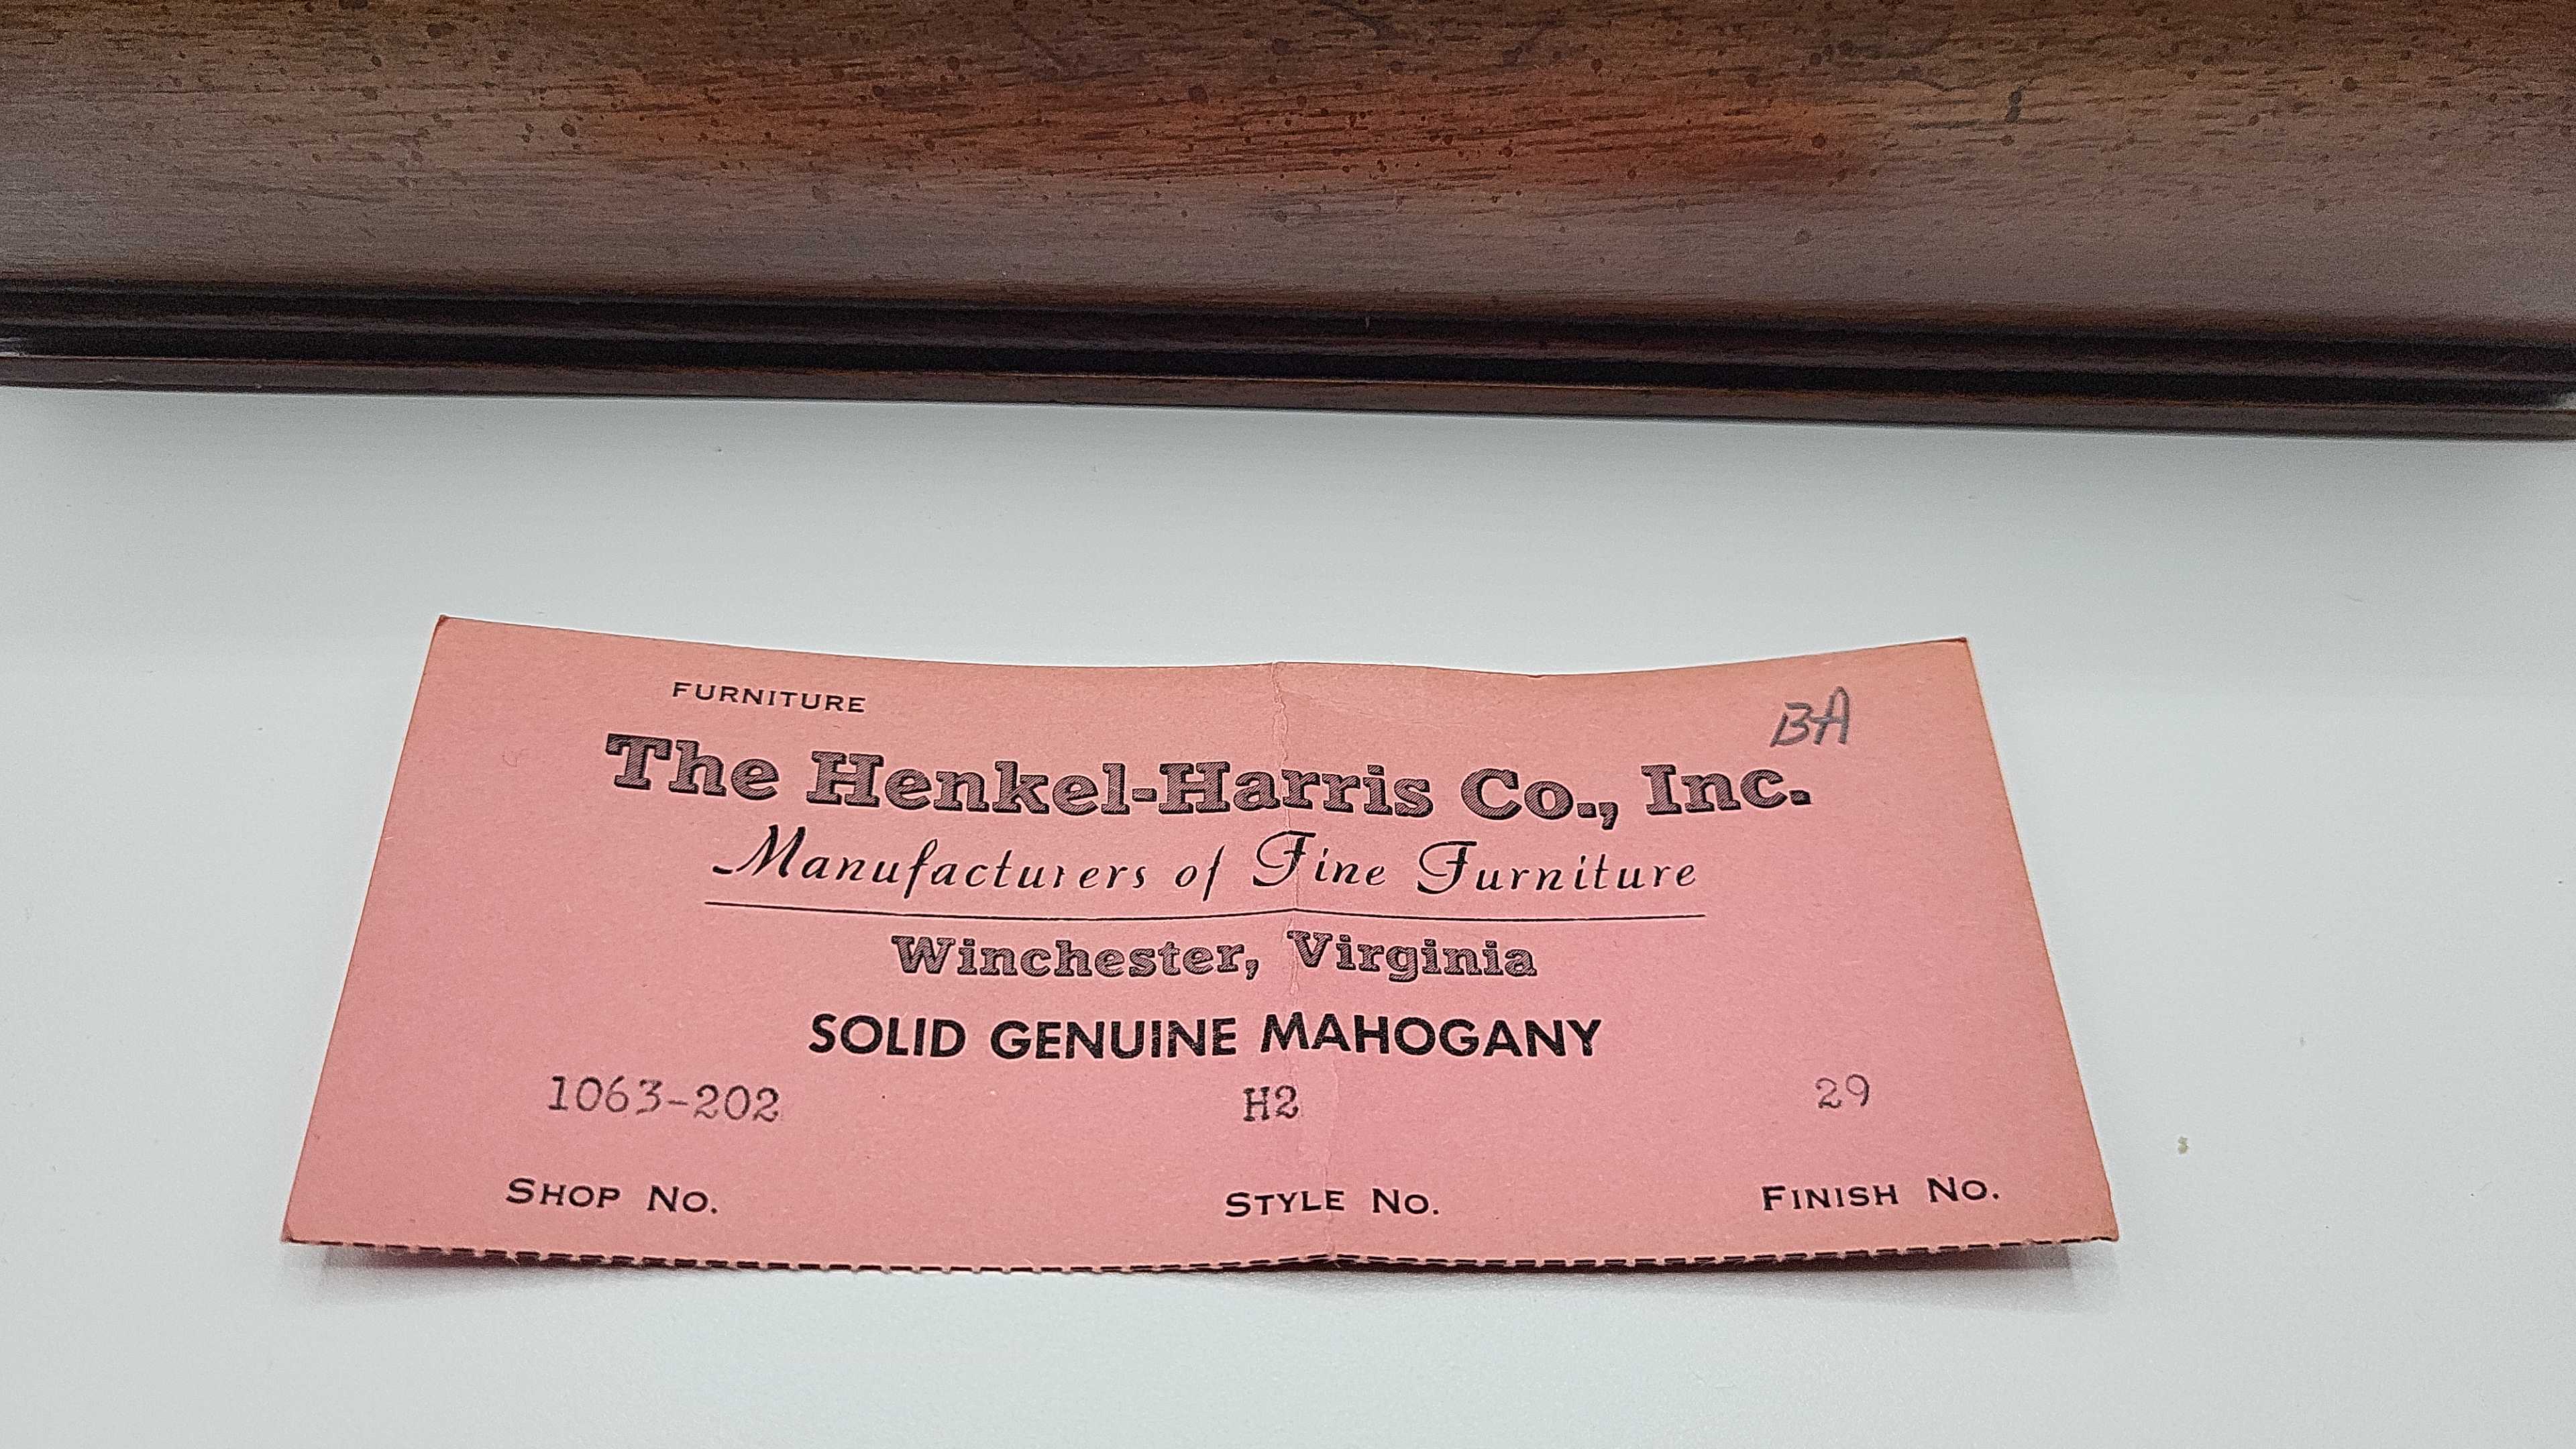 FURNITURE
BA
The Henkel-Harris Co., Inc.
Manufacturers of Fine Furniture
Winchester, Virginia
SOLID GENUINE MAHOGANY
1063-202 H2 29
SHOP NO. STYLE NO. FINISH NO.